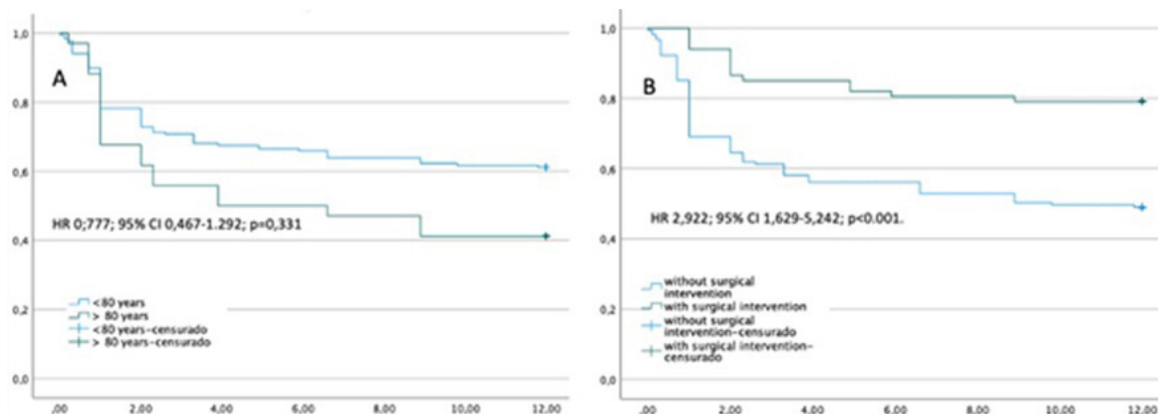 1,0
A
0,8
0,6
HR 0;777; 95% CI 0,467-1.292; p=0,331
0,4
<80 years
> 80 years
0,2
<80 years-censurado
> 80 years-censurado
0,0
,00 2,00 4,00 6,00 8,00 10,00 12,00
1,0
B
0,8
0,6
HR 2,922; 95% CI 1,629-5,242; p<0.001.
0,4
without surgical
intervention
with surgical intervention
without surgical
intervention-censurado
with surgical intervention-
censurado
0,2
0,0
,00 2,00 4,00 6,00 8,00 10,00 12,00